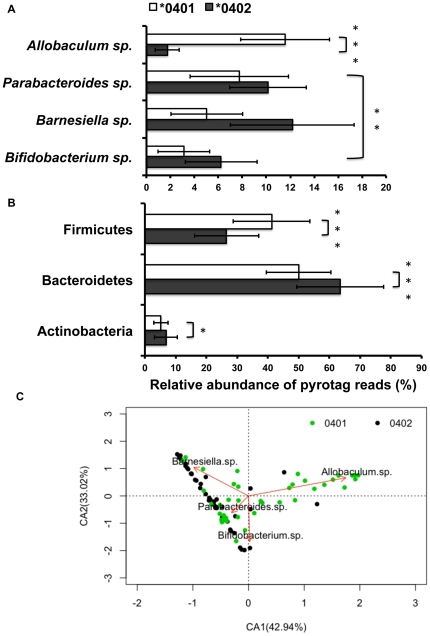 A
*0401
*0402
Allobaculum sp.
* * *
Parabacteroides sp.
Barnesiella sp.
* *
Bifidobacterium sp.
0 2 4 6 8 10 12 14 16 18 20
B
Firmicutes
* * *
Bacteroidetes
* * *
Actinobacteria
*
0 10 20 30 40 50 60 70 80 90
Relative abundance of pyrotag reads (%)
C
0401 0402
CA2(33.02%)
3
2
1
0
-1
-2
-3
Barnesiella.sp.
Allobaculum.sp.
Parabacteroides.sp.
Bifidobacterium.sp.
-2 -1 0 1 2 3
CA1(42.94%)